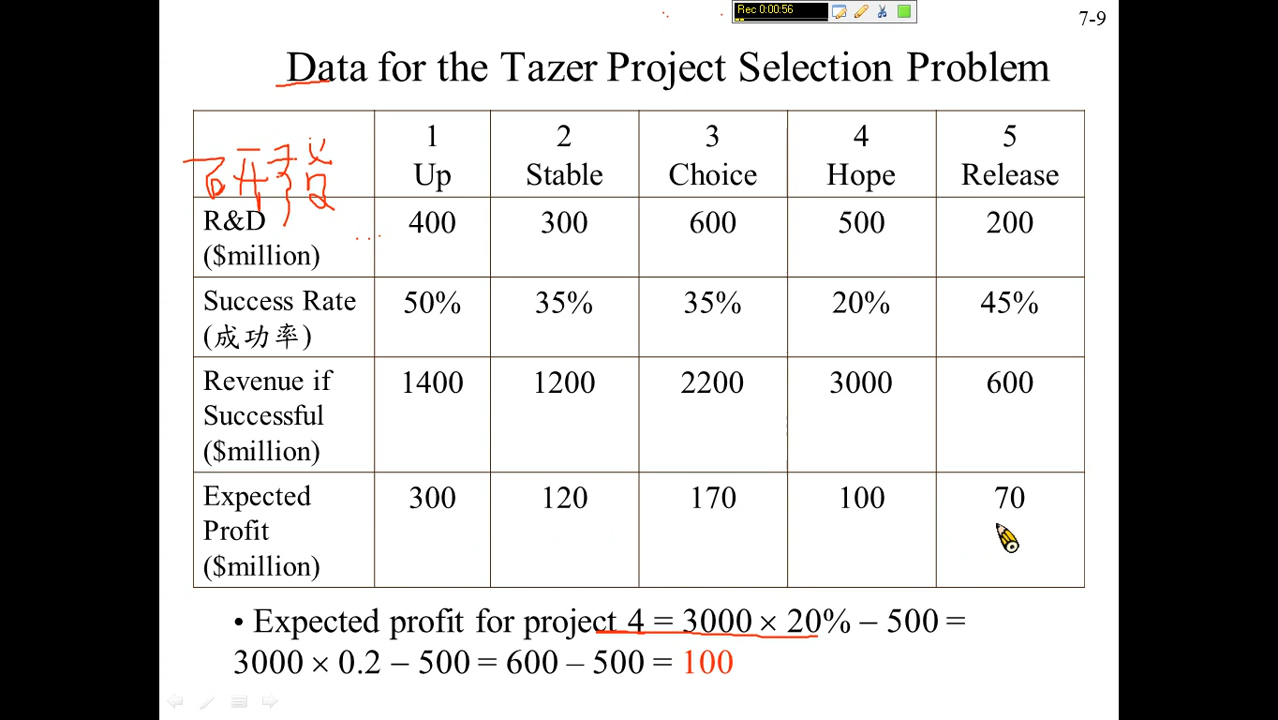 Rec 0:00:56
7-9
Data for the Tazer Project Selection Problem
研發
1 2 3 4 5
Up Stable Choice Hope Release
R&D 400 300 600 500 200
($million)
Success Rate 50% 35% 35% 20% 45%
(成功率)
Revenue if 1400 1200 2200 3000 600
Successful
($million)
Expected 300 120 170 100 70
Profit
($million)
• Expected profit for project 4 = 3000 × 20% – 500 =
3000 × 0.2 – 500 = 600 – 500 = 100